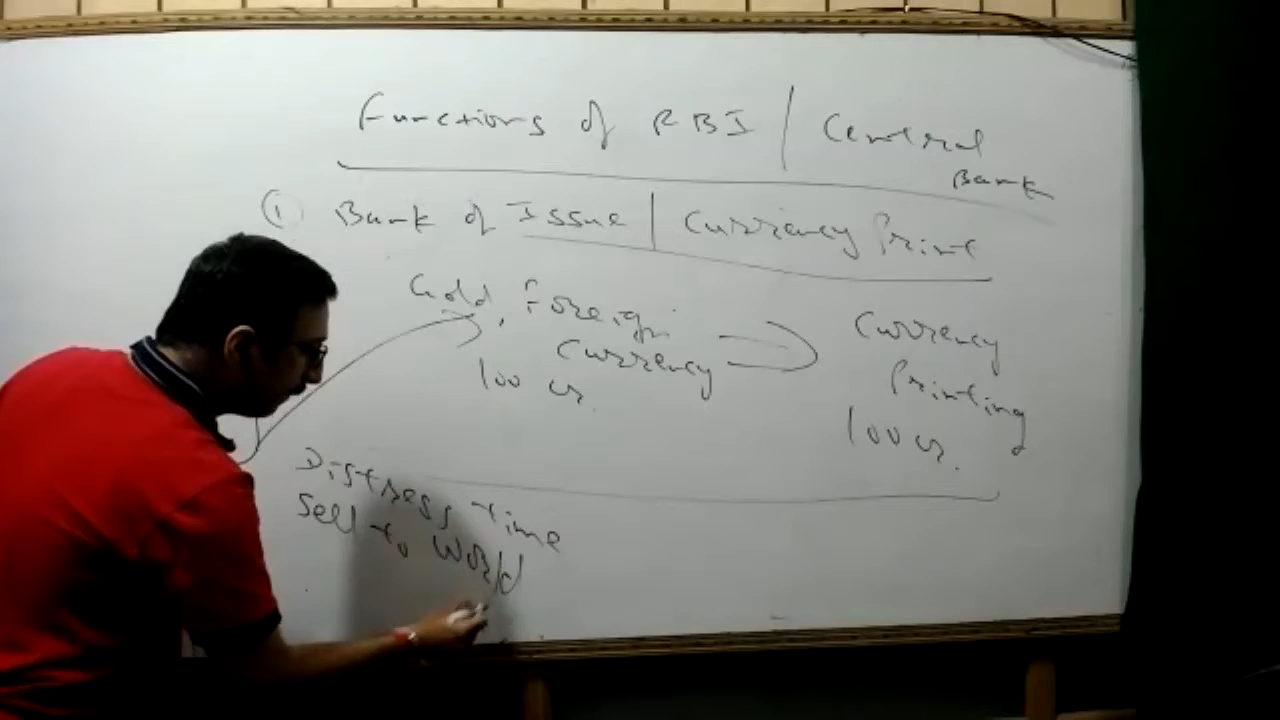 Functions of RBI / Central
Bank
① Bank of Issue | Currency Print
Gold, Foreign
Currency
100 cr.
Currency
Printing
100 cr.
Distress time
Sell to World